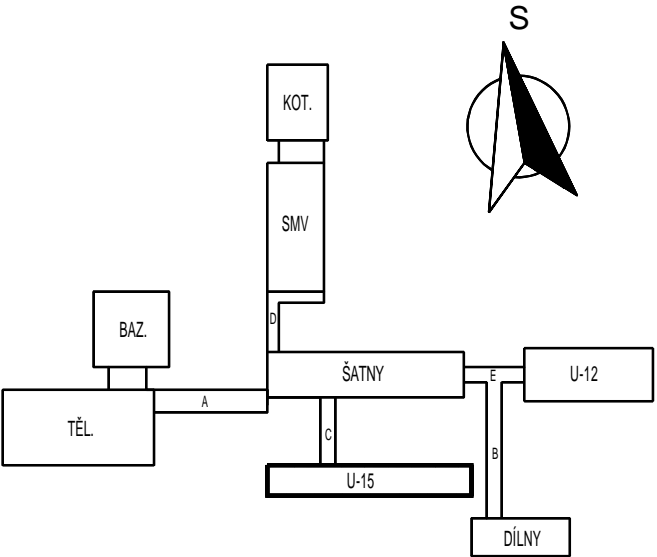 S
KOT.
SMV
BAZ.
D
ŠATNY
E
U-12
TĚL.
A
C
B
U-15
DÍLNY